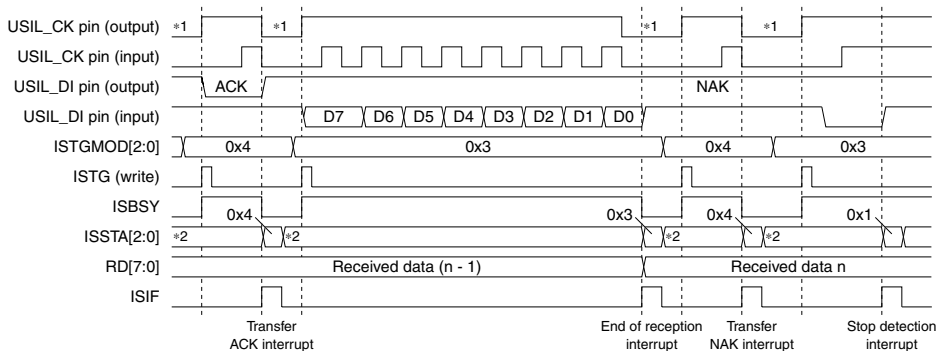 USIL_CK pin (output) *1 *1 *1 *1
USIL_CK pin (input)
USIL_DI pin (output) ACK NAK
USIL_DI pin (input) D7 D6 D5 D4 D3 D2 D1 D0
ISTGMOD[2:0] 0x4 0x3 0x4 0x3
ISTG (write)
ISBSY
0x4 0x3 0x4 0x1
ISSTA[2:0] *2 *2 *2 *2
RD[7:0] Received data (n - 1) Received data n
ISIF
Transfer ACK interrupt
End of reception interrupt
Transfer NAK interrupt
Stop detection interrupt